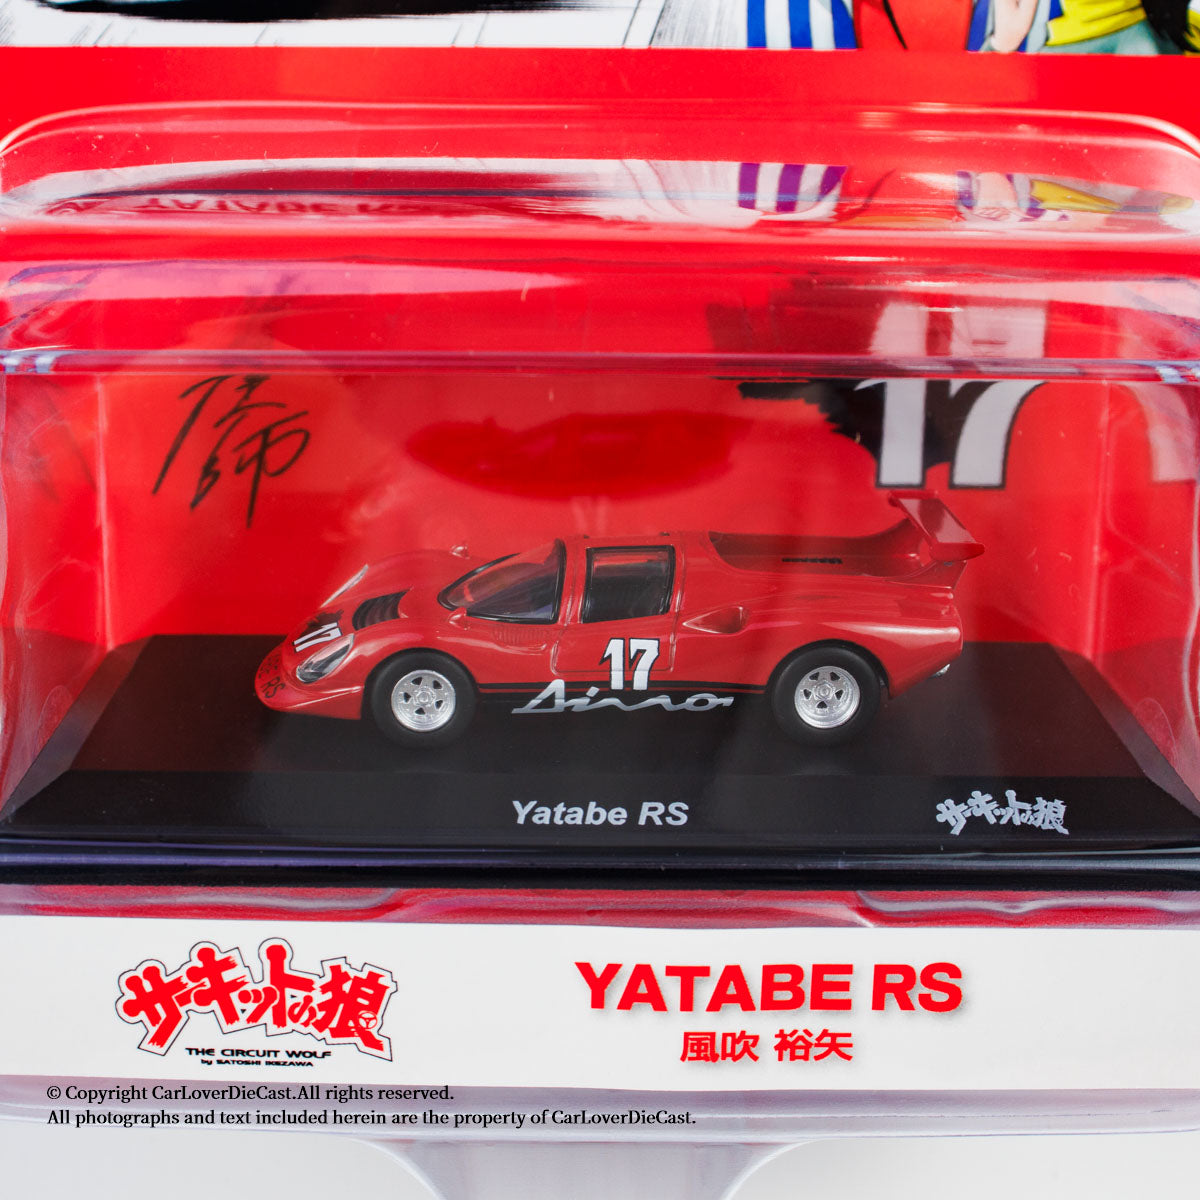 17
17
RS
17
Dino
Yatabe RS
サーキットの狼
サーキットの狼
THE CIRCUIT WOLF
by SATOSHI IKEZAWA
YATABE RS
風吹 裕矢
© Copyright CarLoverDieCast.All rights reserved.
All photographs and text included herein are the property of CarLoverDieCast.